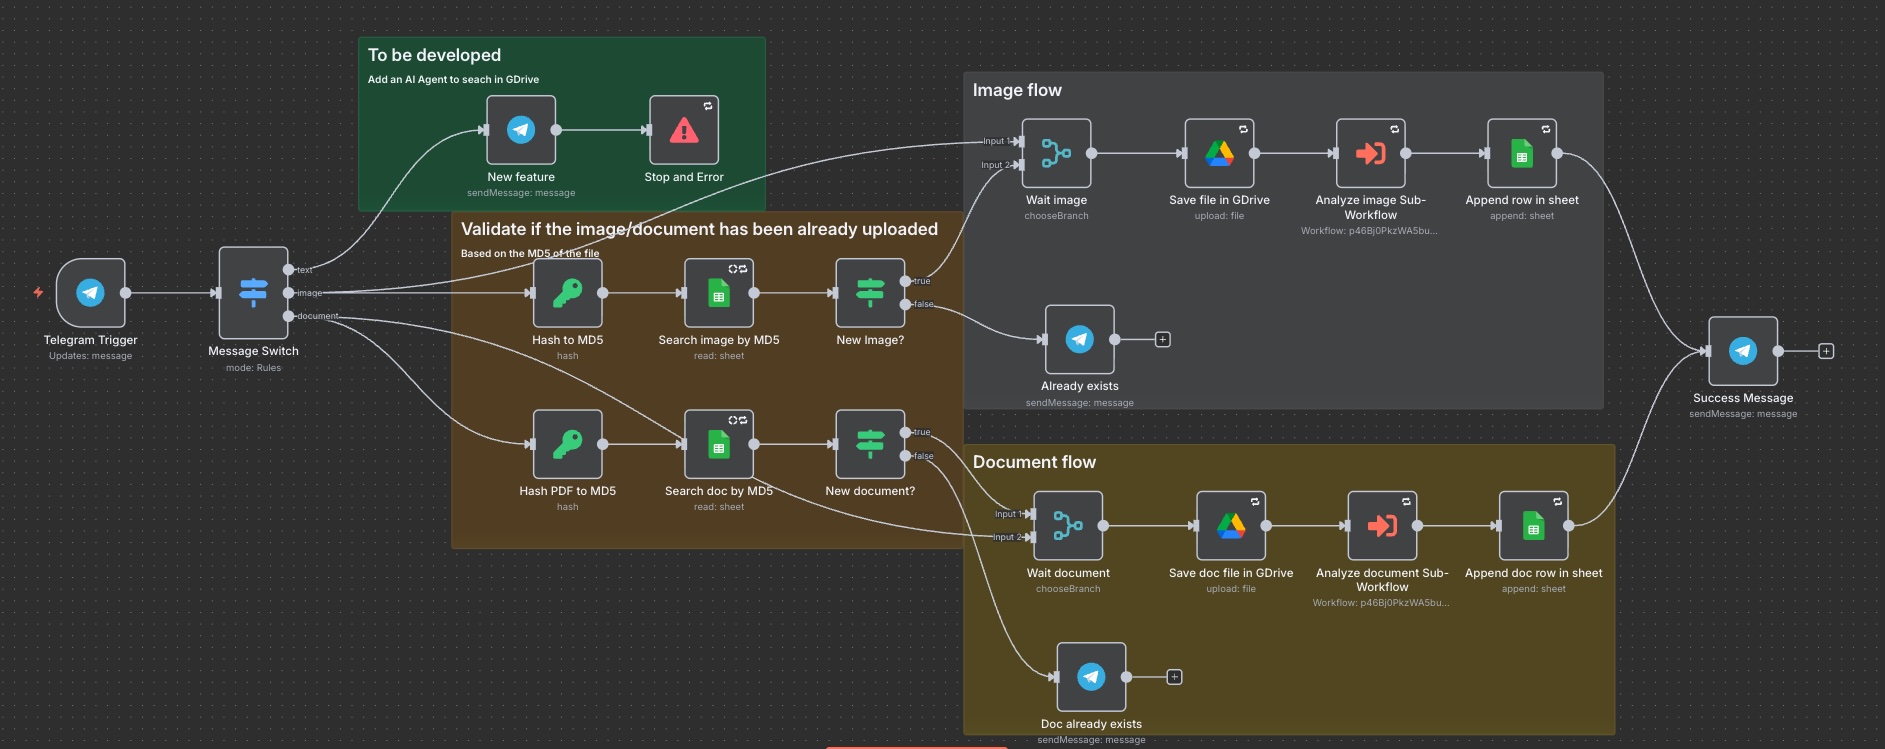 To be developed
Add an AI Agent to seach in GDrive
New feature
sendMessage: message
Stop and Error
Telegram Trigger
Updates: message
Message Switch
mode: Rules
text
image
document
Validate if the image/document has been already uploaded
Based on the MD5 of the file
Hash to MD5
hash
Search image by MD5
read: sheet
New Image?
true
false
Hash PDF to MD5
hash
Search doc by MD5
read: sheet
New document?
true
false
Image flow
Input 1
Input 2
Wait image
chooseBranch
Save file in GDrive
upload: file
Analyze image Sub-
Workflow
Workflow: p46Bj0PkzWA5bu...
Append row in sheet
append: sheet
Already exists
sendMessage: message
Document flow
Input 1
Input 2
Wait document
chooseBranch
Save doc file in GDrive
upload: file
Analyze document Sub-
Workflow
Workflow: p46Bj0PkzWA5bu...
Append doc row in sheet
append: sheet
Doc already exists
sendMessage: message
Success Message
sendMessage: message